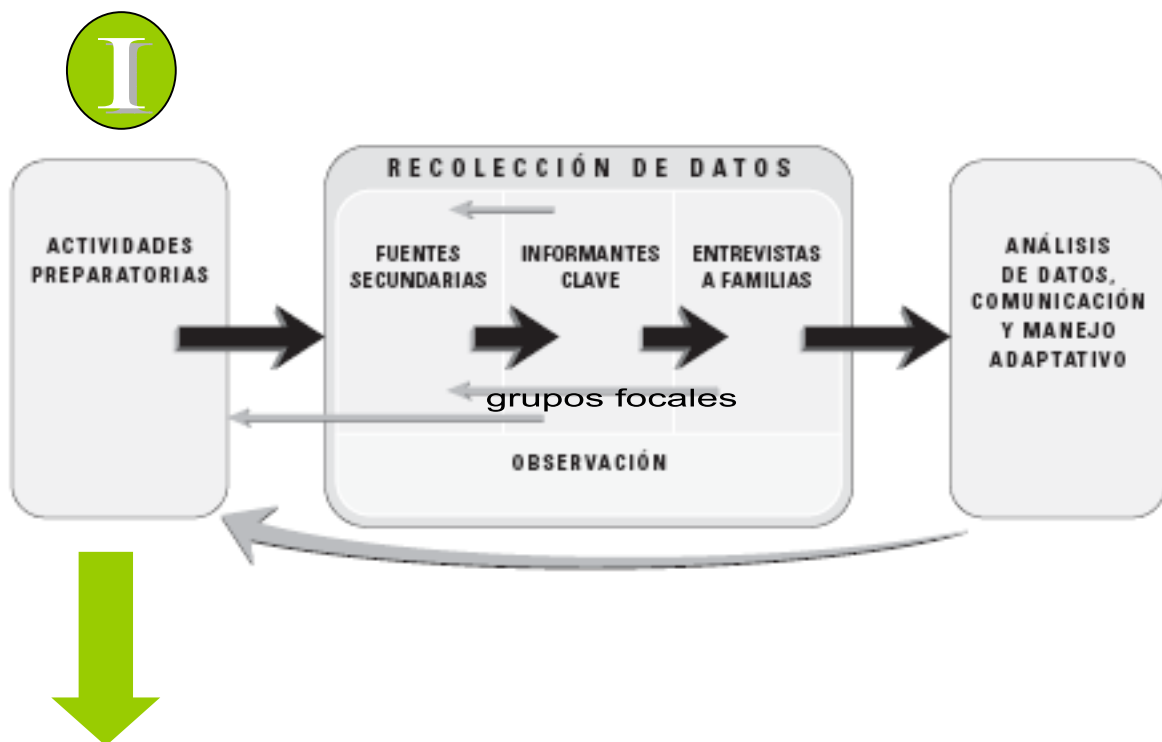 I
RECOLECCIÓN DE DATOS
ACTIVIDADES
PREPARATORIAS
FUENTES
SECUNDARIAS
INFORMANTES
CLAVE
ENTREVISTAS
A FAMILIAS
grupos focales
OBSERVACIÓN
ANÁLISIS
DE DATOS,
COMUNICACIÓN
Y MANEJO
ADAPTATIVO